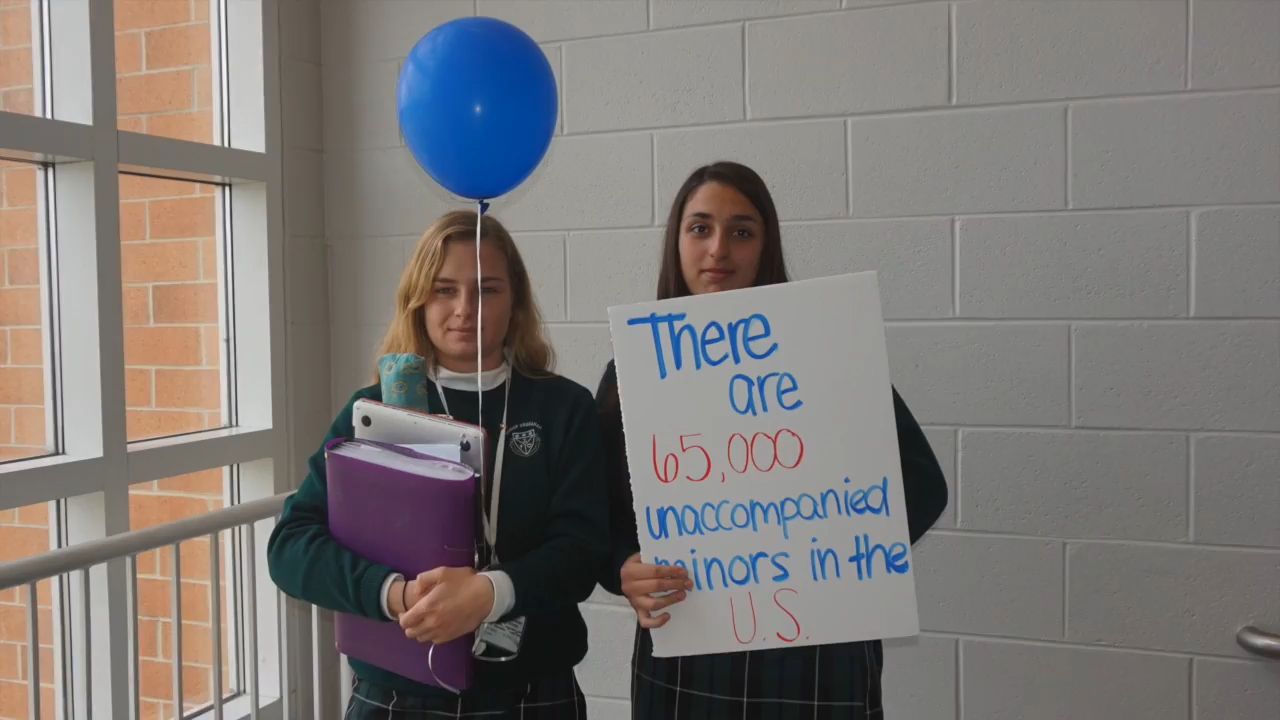 There
are
65,000
unaccompanied
minors in the
U.S.